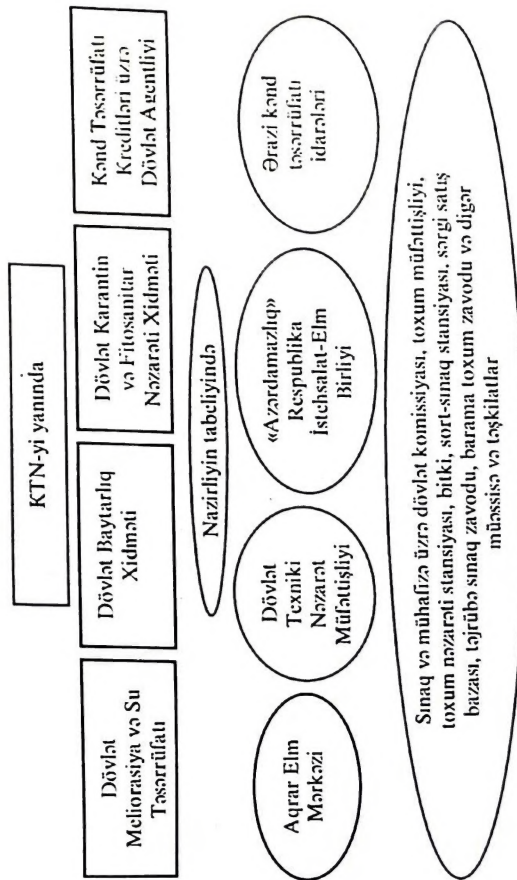 KTN-yi yanında
Dövlət
Meliorasiya və Su
Təsərrüfatı
Dövlət Baytarlıq
Xidməti
Dövlət Karantin
və Fitosanitar
Nəzarəti Xidməti
Kənd Təsərrüfatı
Kreditləri üzrə
Dövlət Agentliyi
Nazirliyin tabeliyində
Aqrar Elm
Mərkəzi
Dövlət
Texniki
Nəzarət
Müfəttişliyi
«Azərdamazlıq»
Respublika
İstehsalat-Elm
Birliyi
Ərazi kənd
təsərrüfatı
idarələri
Sınaq və mühafizə üzrə dövlət komissiyası, toxum müfəttişliyi,
toxum nəzarəti stansiyası, bitki, sort-sınaq stansiyası, sərgi satış
bazası, təjrübə sınaq zavodu, barama toxum zavodu və digər
müəssisə və təşkilatlar